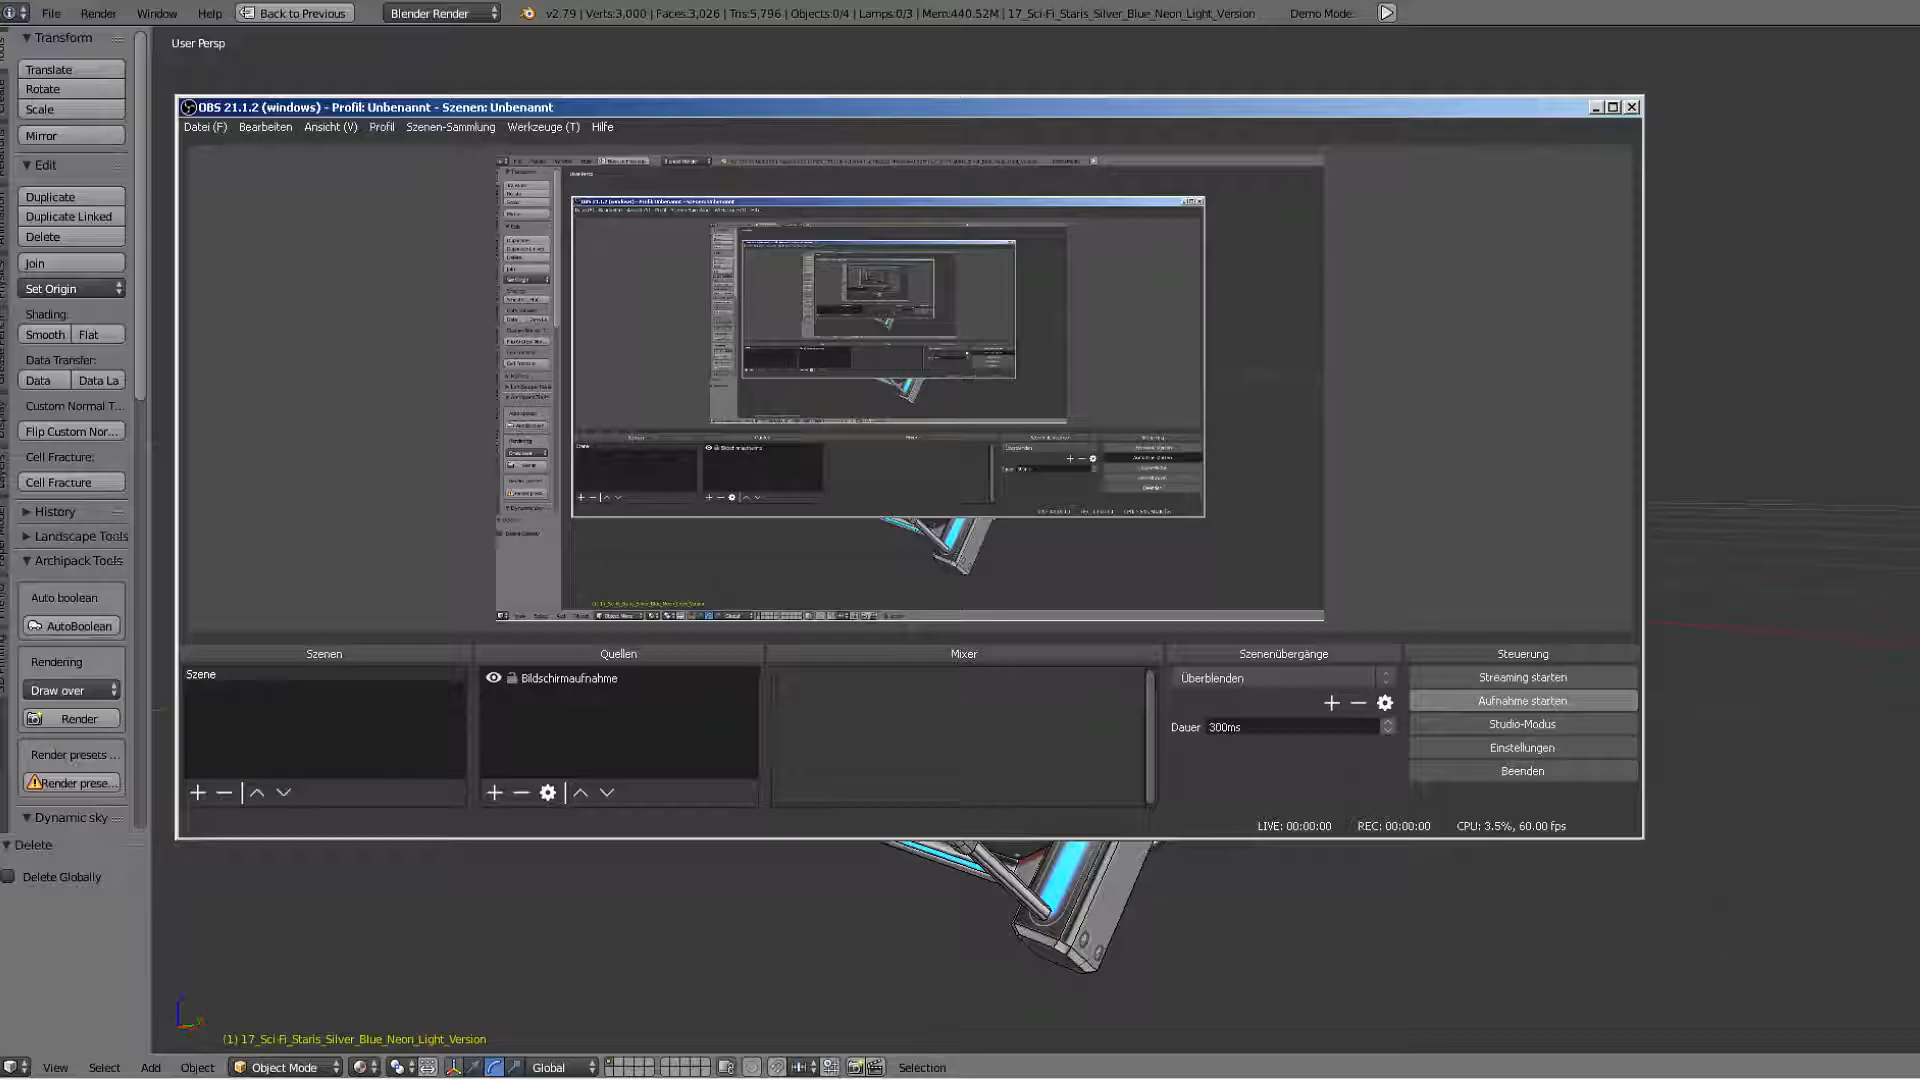 File Render Window Help Back to Previous Blender Render v2.79 | Verts:3,000 | Faces:3,026 | Tris:5,796 | Objects:0/4 | Lamps:0/3 | Mem:440.52M | 17_Sci-Fi_Staris_Silver_Blue_Neon_Light_Version Demo Mode:
Transform
User Persp
Translate
Rotate
Scale
Mirror
Edit
Duplicate
Duplicate Linked
Delete
Join
Set Origin
Shading:
Smooth Flat
Data Transfer:
Data Data La
Custom Normal T...
Flip Custom Nor...
Cell Fracture:
Cell Fracture
History
Landscape Tools
Archipack Tools
Auto boolean
AutoBoolean
Rendering
Draw over
Render
Render presets ...
Render prese...
Dynamic sky
Delete
Delete Globally
OBS 21.1.2 (windows) - Profil: Unbenannt - Szenen: Unbenannt
Datei (F) Bearbeiten Ansicht (V) Profil Szenen-Sammlung Werkzeuge (T) Hilfe
Szenen Quellen Mixer Szenenübergänge Steuerung
Szene
Bildschirmaufnahme
Überblenden
Dauer 300ms
Streaming starten
Aufnahme starten
Studio-Modus
Einstellungen
Beenden
LIVE: 00:00:00 REC: 00:00:00 CPU: 3.5%, 60.00 fps
(1) 17_Sci-Fi_Staris_Silver_Blue_Neon_Light_Version
View Select Add Object Object Mode Global Selection